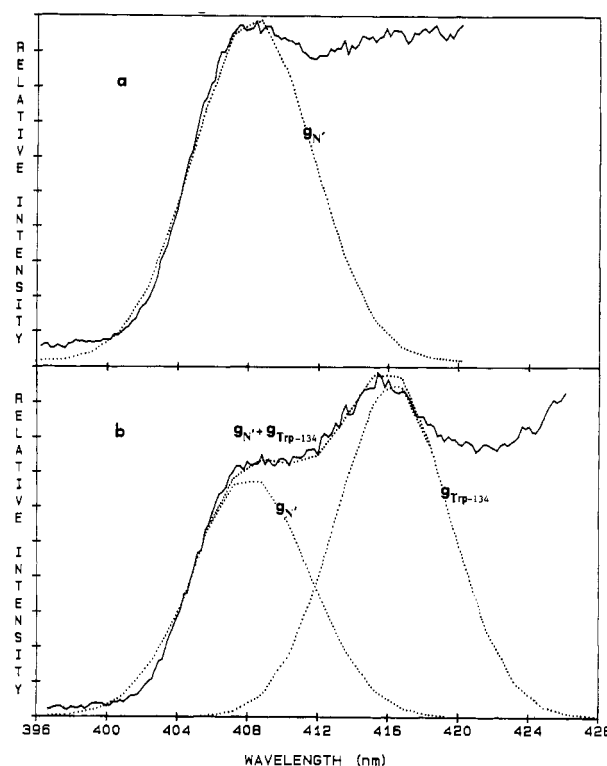 RELATIVE INTENSITY
a
gN'
RELATIVE INTENSITY
b
gN' + gTrp-134
gN'
gTrp-134
396 400 404 408 412 416 420 424 428
WAVELENGTH (nm)